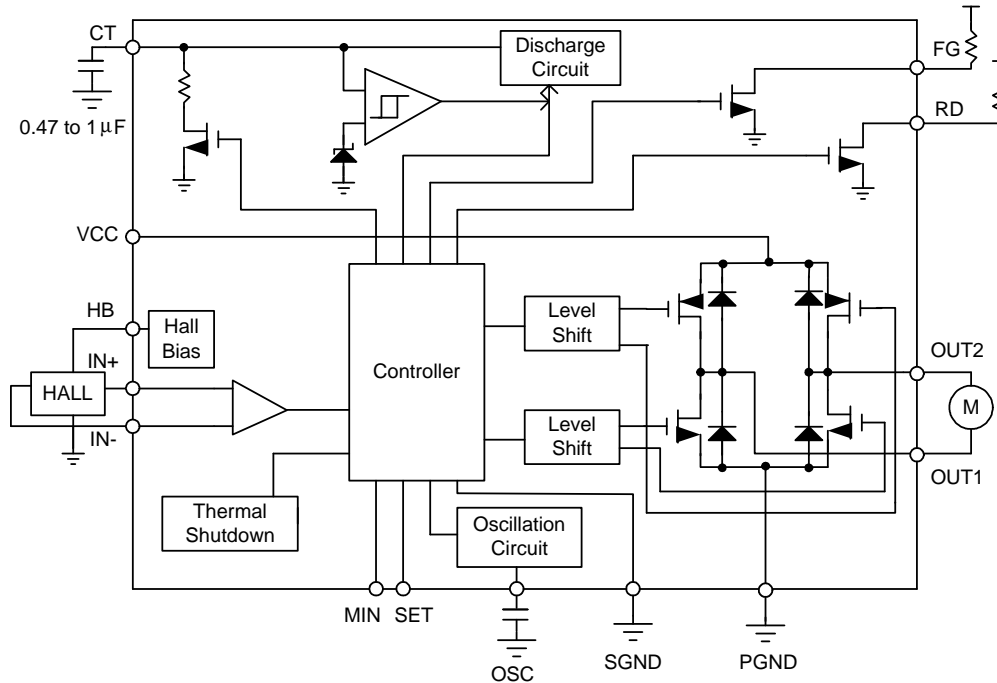 CT
Discharge
Circuit
FG
RD
0.47 to 1μF
VCC
HB
Hall
Bias
Level
Shift
IN+
HALL
IN-
Controller
OUT2
M
OUT1
Level
Shift
Thermal
Shutdown
Oscillation
Circuit
MIN
SET
OSC
SGND
PGND